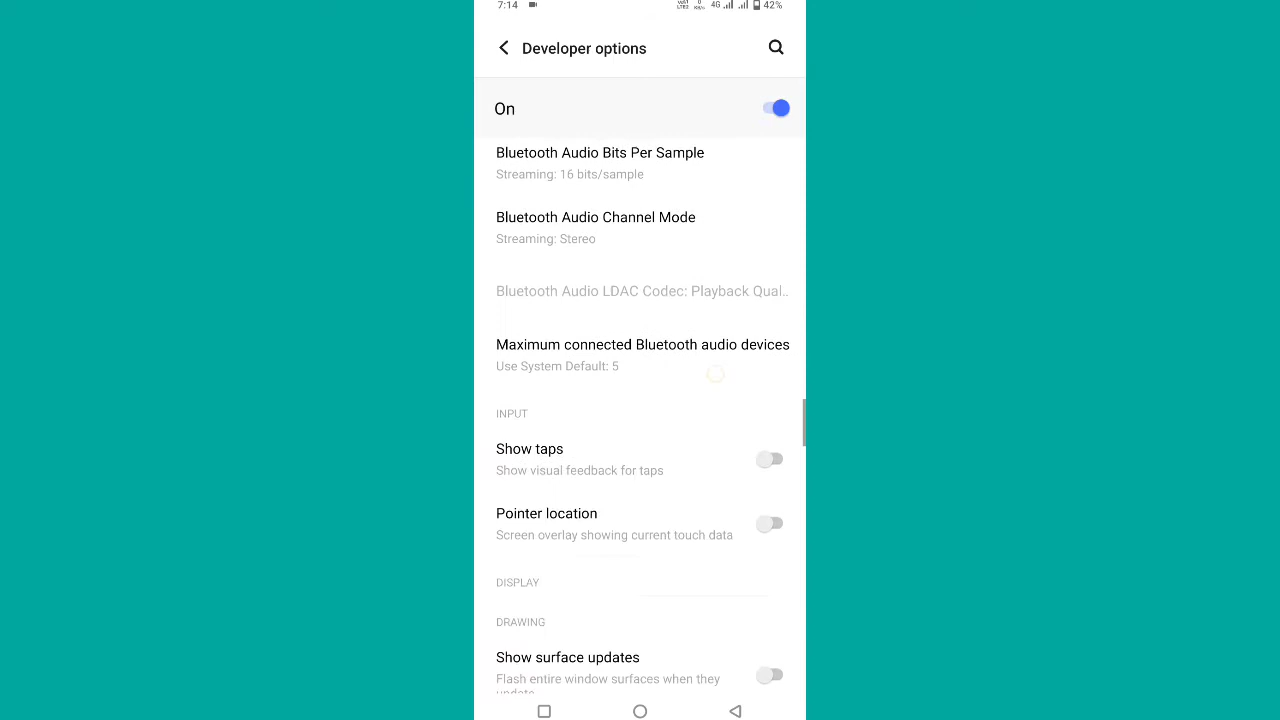 7:14 4G 42%
Developer options
On
Bluetooth Audio Bits Per Sample
Streaming: 16 bits/sample
Bluetooth Audio Channel Mode
Streaming: Stereo
Bluetooth Audio LDAC Codec: Playback Qual..
Maximum connected Bluetooth audio devices
Use System Default: 5
INPUT
Show taps
Show visual feedback for taps
Pointer location
Screen overlay showing current touch data
DISPLAY
DRAWING
Show surface updates
Flash entire window surfaces when they
update